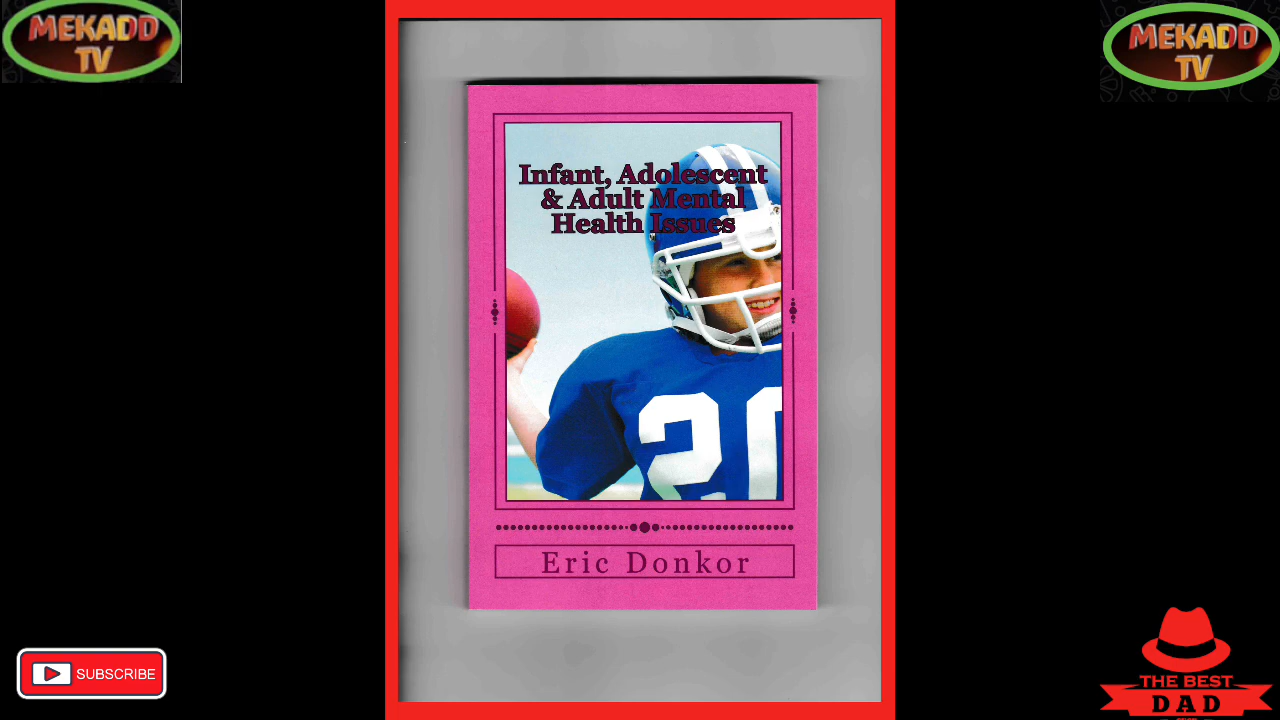 MEKADD
TV
MEKADD
TV
Infant, Adolescent
& Adult Mental
Health Issues
20
Eric Donkor
SUBSCRIBE
THE BEST
DAD